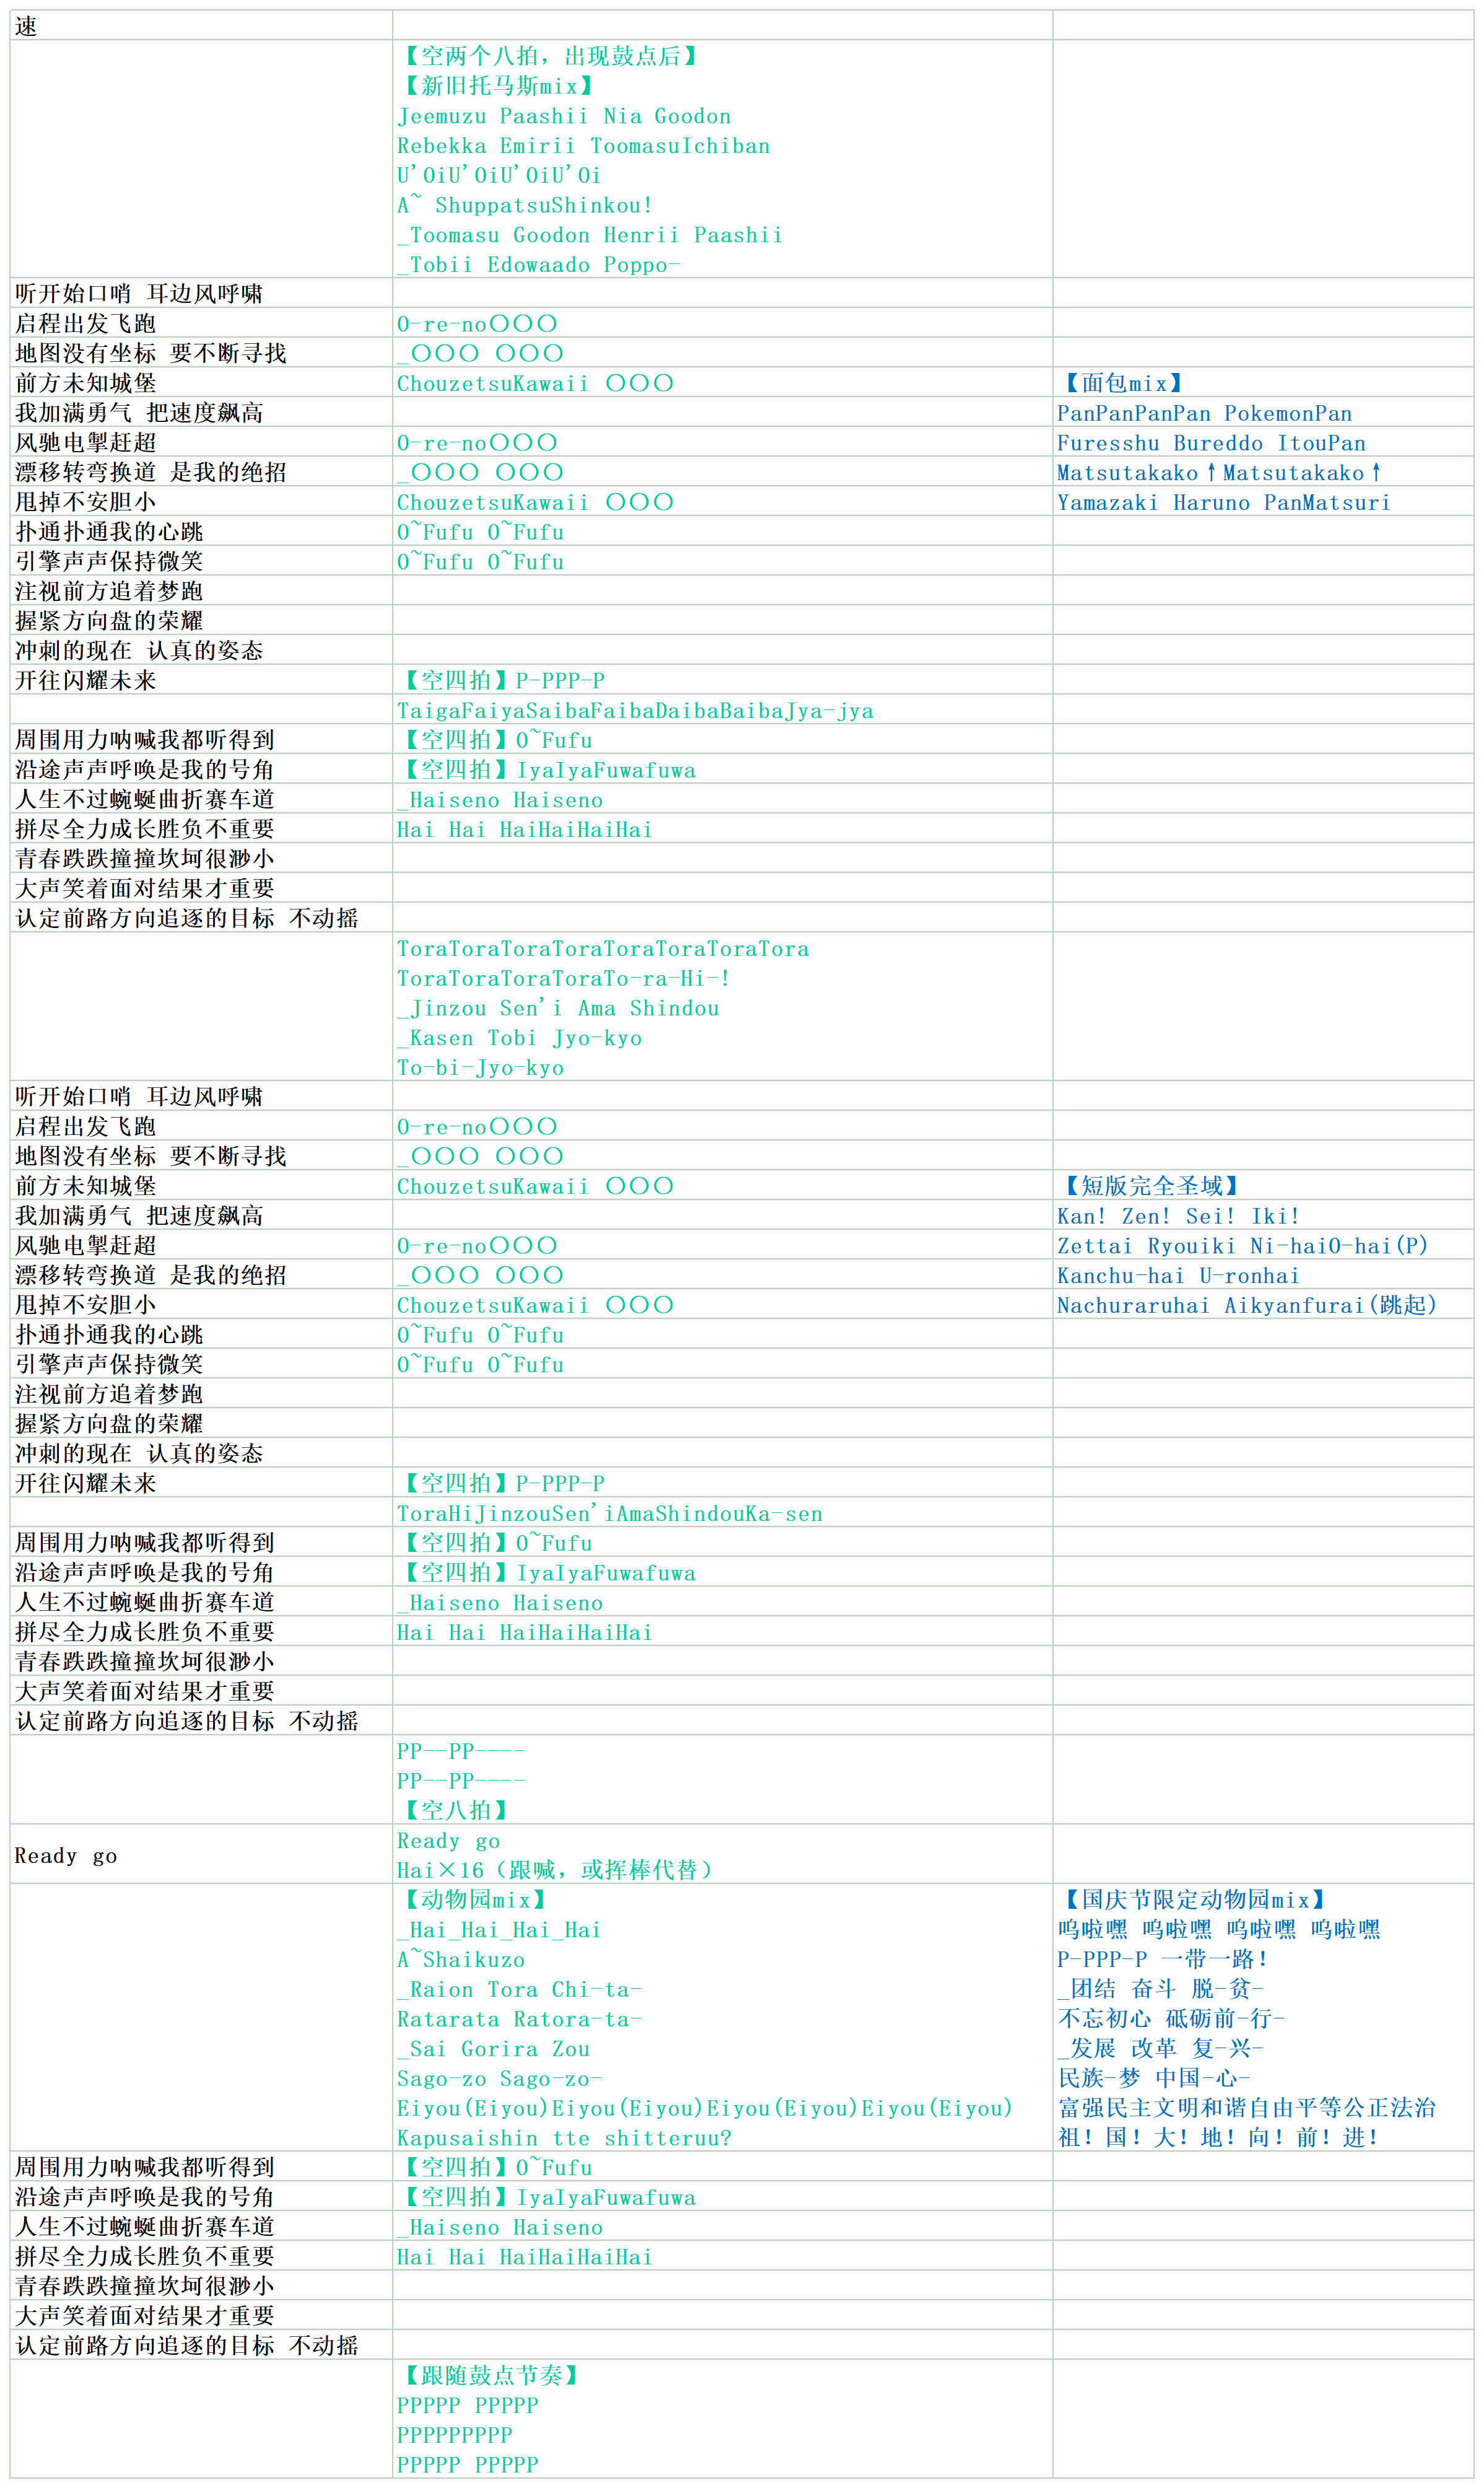 速
【空两个八拍，出现鼓点后】
【新旧托马斯mix】
Jeemuzu Paashii Nia Goodon
Rebekka Emirii ToomasuIchiban
U'OiU'OiU'OiU'Oi
A~ ShuppatsuShinkou!
_Toomasu Goodon Henrii Paashii
_Tobii Edowaado Poppo-
听开始口哨 耳边风呼啸
启程出发飞跑 O-re-no〇〇〇
地图没有坐标 要不断寻找 _〇〇〇 〇〇〇
前方未知城堡 ChouzetsuKawaii 〇〇〇 【面包mix】
我加满勇气 把速度飙高 PanPanPanPan PokemonPan
风驰电掣赶超 O-re-no〇〇〇 Furesshu Bureddo ItouPan
漂移转弯换道 是我的绝招 _〇〇〇 〇〇〇 Matsutakako↑Matsutakako↑
甩掉不安胆小 ChouzetsuKawaii 〇〇〇 Yamazaki Haruno PanMatsuri
扑通扑通我的心跳 O~Fufu O~Fufu
引擎声声保持微笑 O~Fufu O~Fufu
注视前方追着梦跑
握紧方向盘的荣耀
冲刺的现在 认真的姿态
开往闪耀未来 【空四拍】P-PPP-P
TaigaFaiyaSaibaFaibaDaibaBaibaJya-jya
周围用力呐喊我都听得到 【空四拍】O~Fufu
沿途声声呼唤是我的号角 【空四拍】IyaIyaFuwafuwa
人生不过蜿蜒曲折赛车道 _Haiseno Haiseno
拼尽全力成长胜负不重要 Hai Hai HaiHaiHaiHai
青春跌跌撞撞坎坷很渺小
大声笑着面对结果才重要
认定前路方向追逐的目标 不动摇
ToraToraToraToraToraToraToraTora
ToraToraToraToraTo-ra-Hi-!
_Jinzou Sen'i Ama Shindou
_Kasen Tobi Jyo-kyo
To-bi-Jyo-kyo
听开始口哨 耳边风呼啸
启程出发飞跑 O-re-no〇〇〇
地图没有坐标 要不断寻找 _〇〇〇 〇〇〇
前方未知城堡 ChouzetsuKawaii 〇〇〇 【短版完全圣域】
我加满勇气 把速度飙高 Kan! Zen! Sei! Iki!
风驰电掣赶超 O-re-no〇〇〇 Zettai Ryouiki Ni-haiO-hai(P)
漂移转弯换道 是我的绝招 _〇〇〇 〇〇〇 Kanchu-hai U-ronhai
甩掉不安胆小 ChouzetsuKawaii 〇〇〇 Nachuraruhai Aikyanfurai(跳起)
扑通扑通我的心跳 O~Fufu O~Fufu
引擎声声保持微笑 O~Fufu O~Fufu
注视前方追着梦跑
握紧方向盘的荣耀
冲刺的现在 认真的姿态
开往闪耀未来 【空四拍】P-PPP-P
ToraHiJinzouSen'iAmaShindouKa-sen
周围用力呐喊我都听得到 【空四拍】O~Fufu
沿途声声呼唤是我的号角 【空四拍】IyaIyaFuwafuwa
人生不过蜿蜒曲折赛车道 _Haiseno Haiseno
拼尽全力成长胜负不重要 Hai Hai HaiHaiHaiHai
青春跌跌撞撞坎坷很渺小
大声笑着面对结果才重要
认定前路方向追逐的目标 不动摇
PP--PP----
PP--PP----
【空八拍】
Ready go
Ready go
Hai×16（跟喊，或挥棒代替）
【动物园mix】
_Hai_Hai_Hai_Hai
A~Shaikuzo
_Raion Tora Chi-ta-
Ratarata Ratora-ta-
_Sai Gorira Zou
Sago-zo Sago-zo-
Eiyou(Eiyou)Eiyou(Eiyou)Eiyou(Eiyou)Eiyou(Eiyou)
Kapusaishin tte shitteruu?
【国庆节限定动物园mix】
呜啦嘿 呜啦嘿 呜啦嘿 呜啦嘿
P-PPP-P 一带一路！
_团结 奋斗 脱-贫-
不忘初心 砥砺前-行-
_发展 改革 复-兴-
民族-梦 中国-心-
富强民主文明和谐自由平等公正法治
祖！国！大！地！向！前！进！
周围用力呐喊我都听得到 【空四拍】O~Fufu
沿途声声呼唤是我的号角 【空四拍】IyaIyaFuwafuwa
人生不过蜿蜒曲折赛车道 _Haiseno Haiseno
拼尽全力成长胜负不重要 Hai Hai HaiHaiHaiHai
青春跌跌撞撞坎坷很渺小
大声笑着面对结果才重要
认定前路方向追逐的目标 不动摇
【跟随鼓点节奏】
PPPPP PPPPP
PPPPPPPPP
PPPPP PPPPP